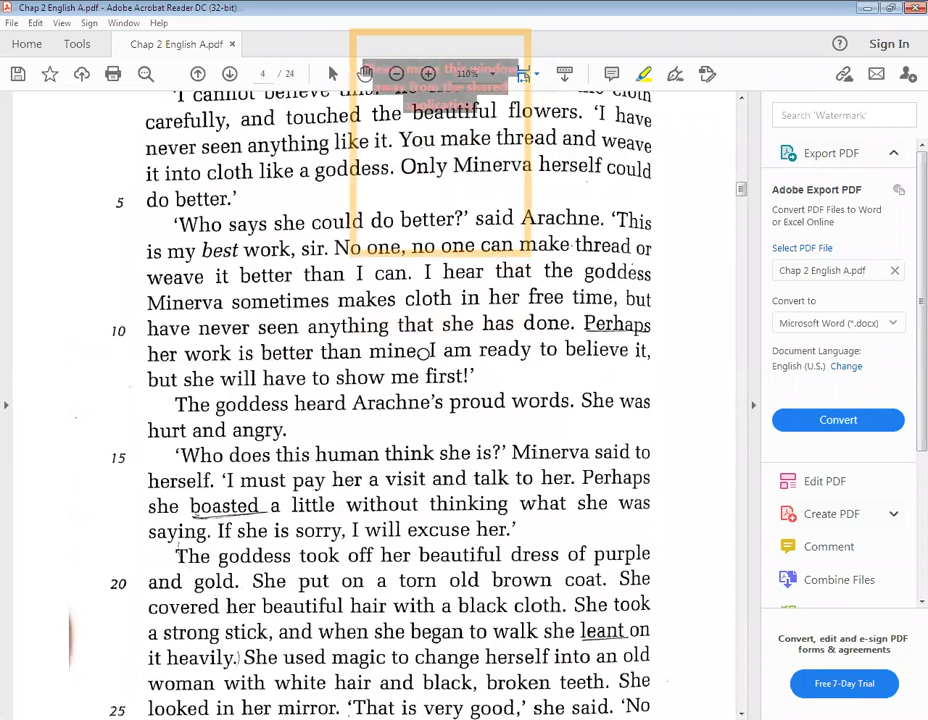 Chap 2 English A.pdf - Adobe Acrobat Reader DC (32-bit)
File Edit View Sign Window Help
Home Tools Chap 2 English A.pdf × Sign In
4 / 24 110%
Please move this window
away from the shared
application
'I cannot believe this!' cloth
carefully, and touched the beautiful flowers. 'I have
never seen anything like it. You make thread and weave
it into cloth like a goddess. Only Minerva herself could
5 do better.'
'Who says she could do better?' said Arachne. 'This
is my best work, sir. No one, no one can make thread or
weave it better than I can. I hear that the goddess
Minerva sometimes makes cloth in her free time, but
10 have never seen anything that she has done. Perhaps
her work is better than mine I am ready to believe it,
but she will have to show me first!'
The goddess heard Arachne's proud words. She was
hurt and angry.
15 'Who does this human think she is?' Minerva said to
herself. 'I must pay her a visit and talk to her. Perhaps
she boasted a little without thinking what she was
saying. If she is sorry, I will excuse her.'
The goddess took off her beautiful dress of purple
20 and gold. She put on a torn old brown coat. She
covered her beautiful hair with a black cloth. She took
a strong stick, and when she began to walk she leant on
it heavily. She used magic to change herself into an old
woman with white hair and black, broken teeth. She
25 looked in her mirror. 'That is very good,' she said. 'No
Search 'Watermark'
Export PDF
Adobe Export PDF
Convert PDF Files to Word
or Excel Online
Select PDF File
Chap 2 English A.pdf
Convert to
Microsoft Word (*.docx)
Document Language:
English (U.S.) Change
Convert
Edit PDF
Create PDF
Comment
Combine Files
Convert, edit and e-sign PDF
forms & agreements
Free 7-Day Trial